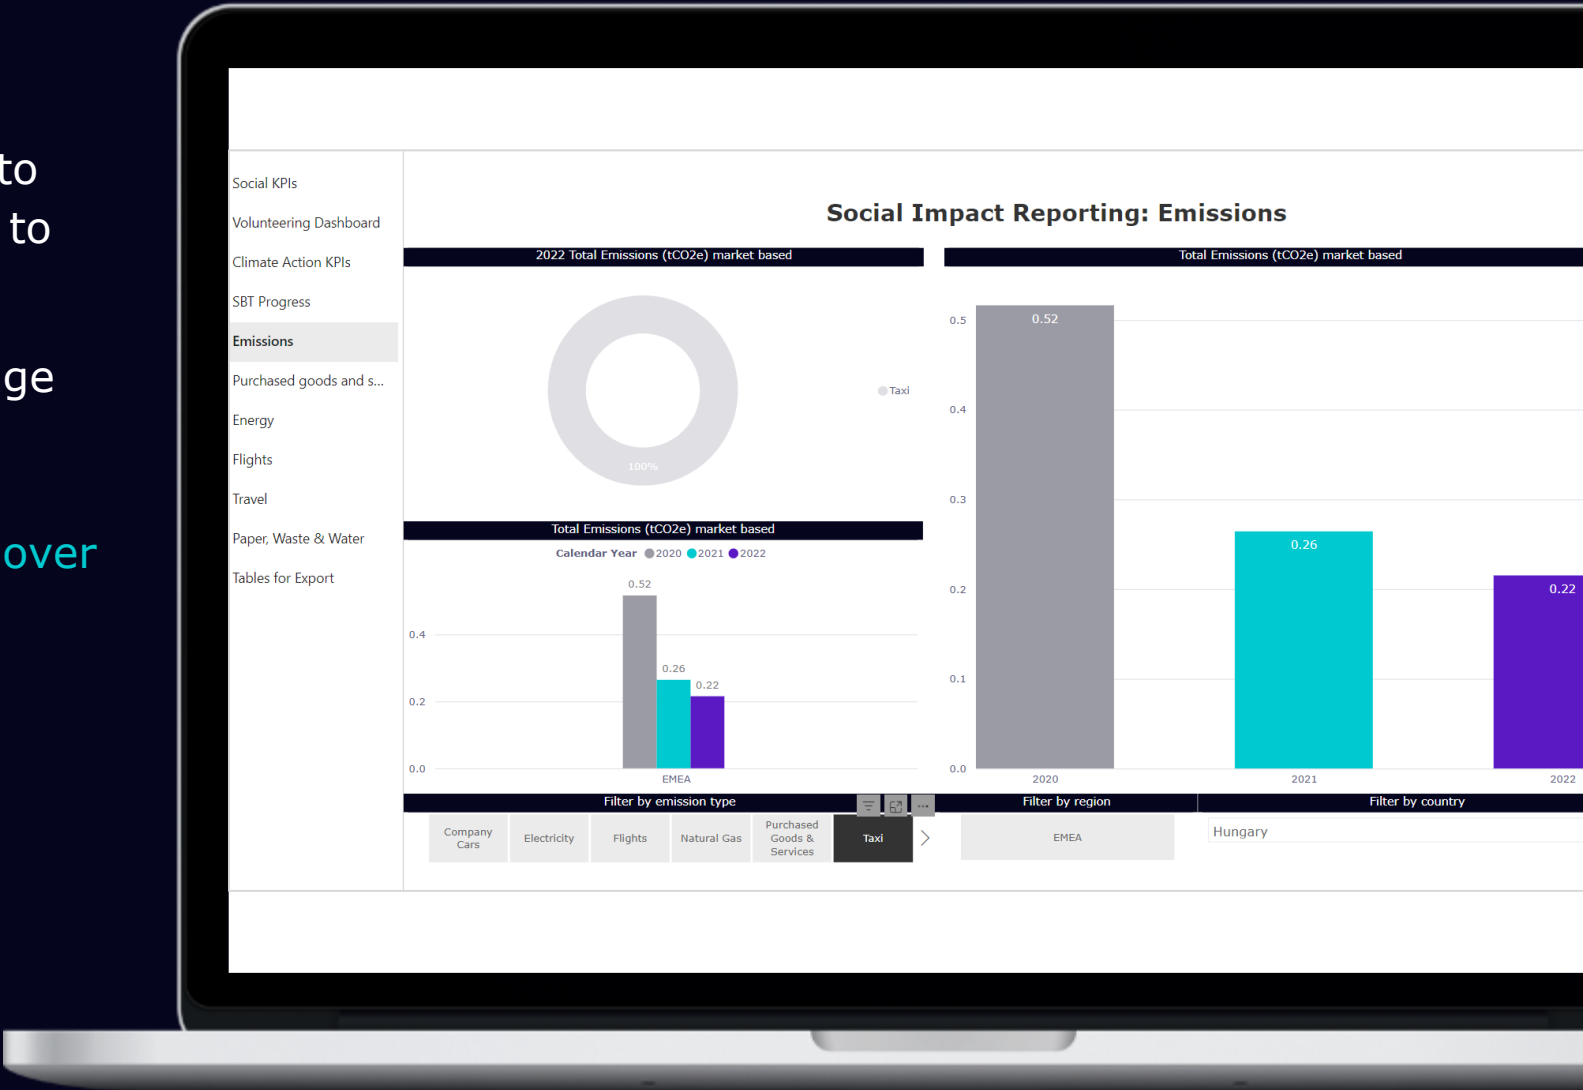 to
to
ge
over
Social KPIs
Volunteering Dashboard
Climate Action KPIs
SBT Progress
Emissions
Purchased goods and s...
Energy
Flights
Travel
Paper, Waste & Water
Tables for Export
Social Impact Reporting: Emissions
2022 Total Emissions (tCO2e) market based
100%
Taxi
Total Emissions (tCO2e) market based
Calendar Year 2020 2021 2022
0.52
0.26
0.22
0.4
0.2
0.0
EMEA
Total Emissions (tCO2e) market based
0.5
0.4
0.3
0.2
0.1
0.0
0.52
0.26
0.22
2020
2021
2022
Filter by emission type
Company
Cars
Electricity
Flights
Natural Gas
Purchased
Goods &
Services
Taxi
Filter by region
EMEA
Filter by country
Hungary